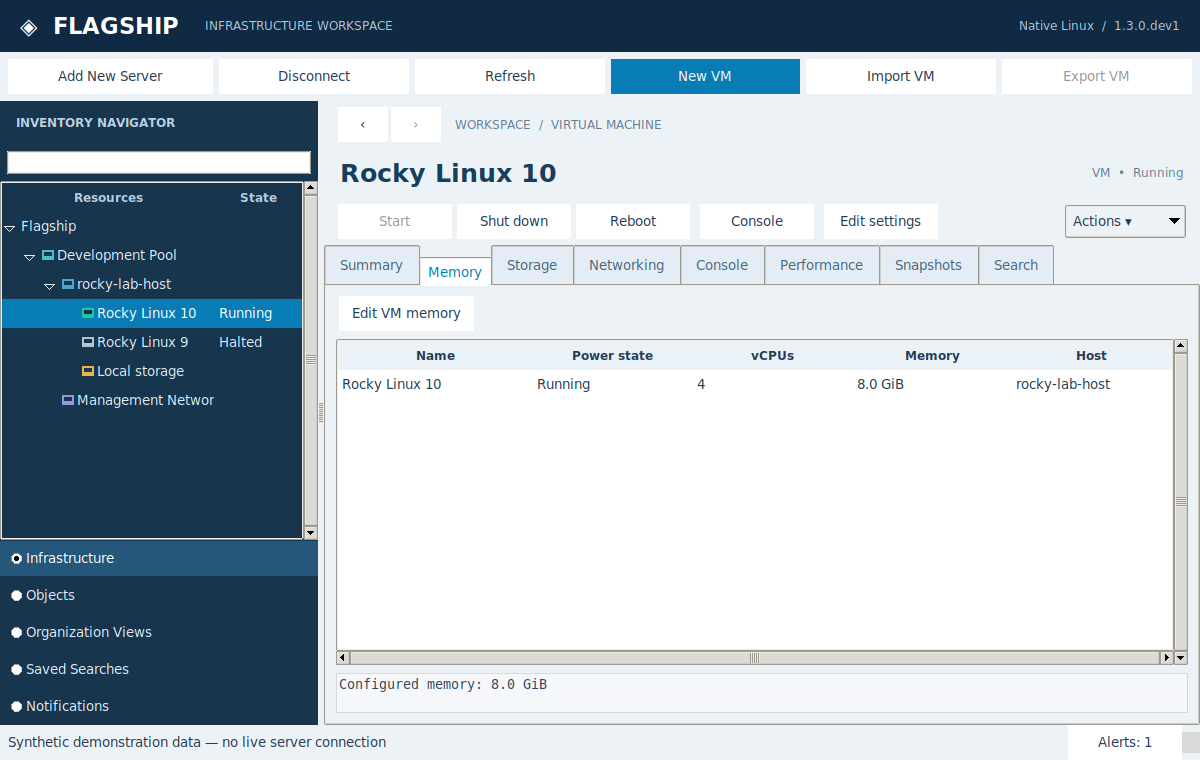 ◈ FLAGSHIP INFRASTRUCTURE WORKSPACE Native Linux / 1.3.0.dev1
Add New Server Disconnect Refresh New VM Import VM Export VM
INVENTORY NAVIGATOR
Resources State
Flagship
Development Pool
rocky-lab-host
Rocky Linux 10 Running
Rocky Linux 9 Halted
Local storage
Management Networ
Infrastructure
Objects
Organization Views
Saved Searches
Notifications
‹ › WORKSPACE / VIRTUAL MACHINE
Rocky Linux 10 VM • Running
Start Shut down Reboot Console Edit settings Actions ▾
Summary Memory Storage Networking Console Performance Snapshots Search
Edit VM memory
Name Power state vCPUs Memory Host
Rocky Linux 10 Running 4 8.0 GiB rocky-lab-host
Configured memory: 8.0 GiB
Synthetic demonstration data — no live server connection Alerts: 1